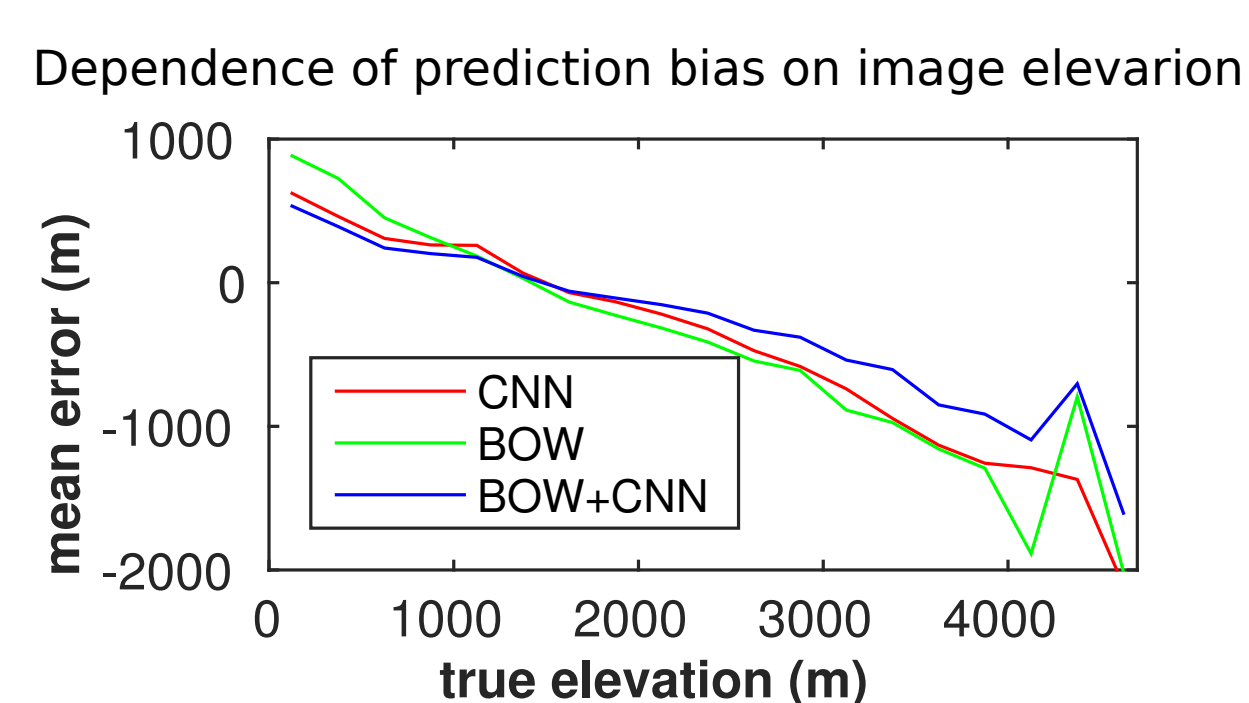 Dependence of prediction bias on image elevarion
1000
0
-1000
-2000
mean error (m)
CNN
BOW
BOW+CNN
0 1000 2000 3000 4000
true elevation (m)